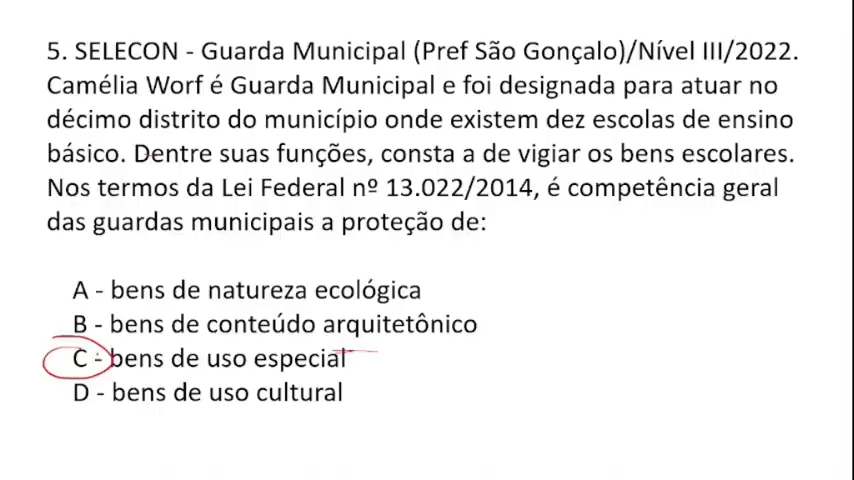 5. SELECON - Guarda Municipal (Pref São Gonçalo)/Nível III/2022.
Camélia Worf é Guarda Municipal e foi designada para atuar no
décimo distrito do município onde existem dez escolas de ensino
básico. Dentre suas funções, consta a de vigiar os bens escolares.
Nos termos da Lei Federal nº 13.022/2014, é competência geral
das guardas municipais a proteção de:
A - bens de natureza ecológica
B - bens de conteúdo arquitetônico
C - bens de uso especial
D - bens de uso cultural